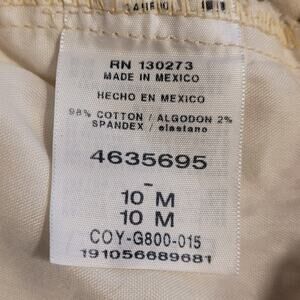 RN 130273
MADE IN MEXICO
HECHO EN MEXICO
98% COTTON / ALGODON 2%
SPANDEX / elastano
4635695
-
10 M
10 M
COY-G800-015
191056689681